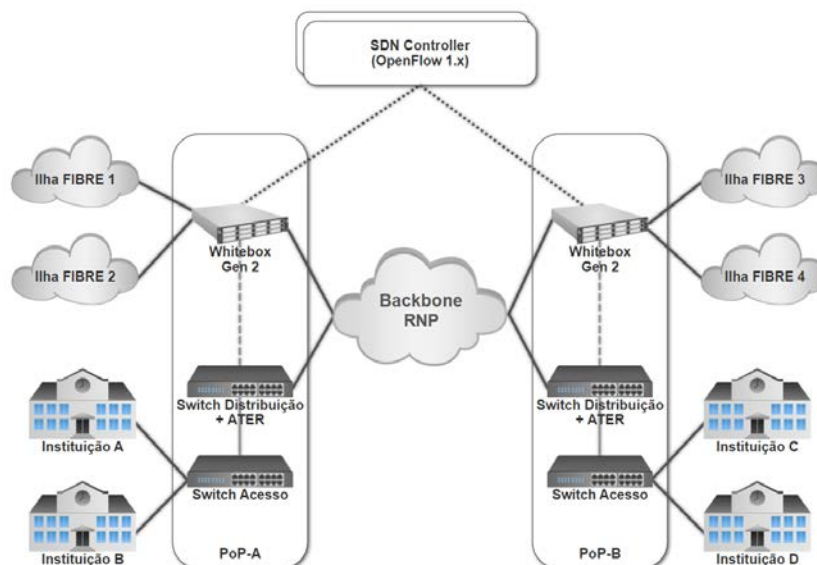 SDN Controller
(OpenFlow 1.x)
Ilha FIBRE 1
Ilha FIBRE 3
Whitebox
Gen 2
Whitebox
Gen 2
Ilha FIBRE 2
Ilha FIBRE 4
Backbone
RNP
Switch Distribuição
+ ATER
Switch Distribuição
+ ATER
Instituição A
Instituição C
Switch Acesso
Switch Acesso
Instituição B
PoP-A
PoP-B
Instituição D